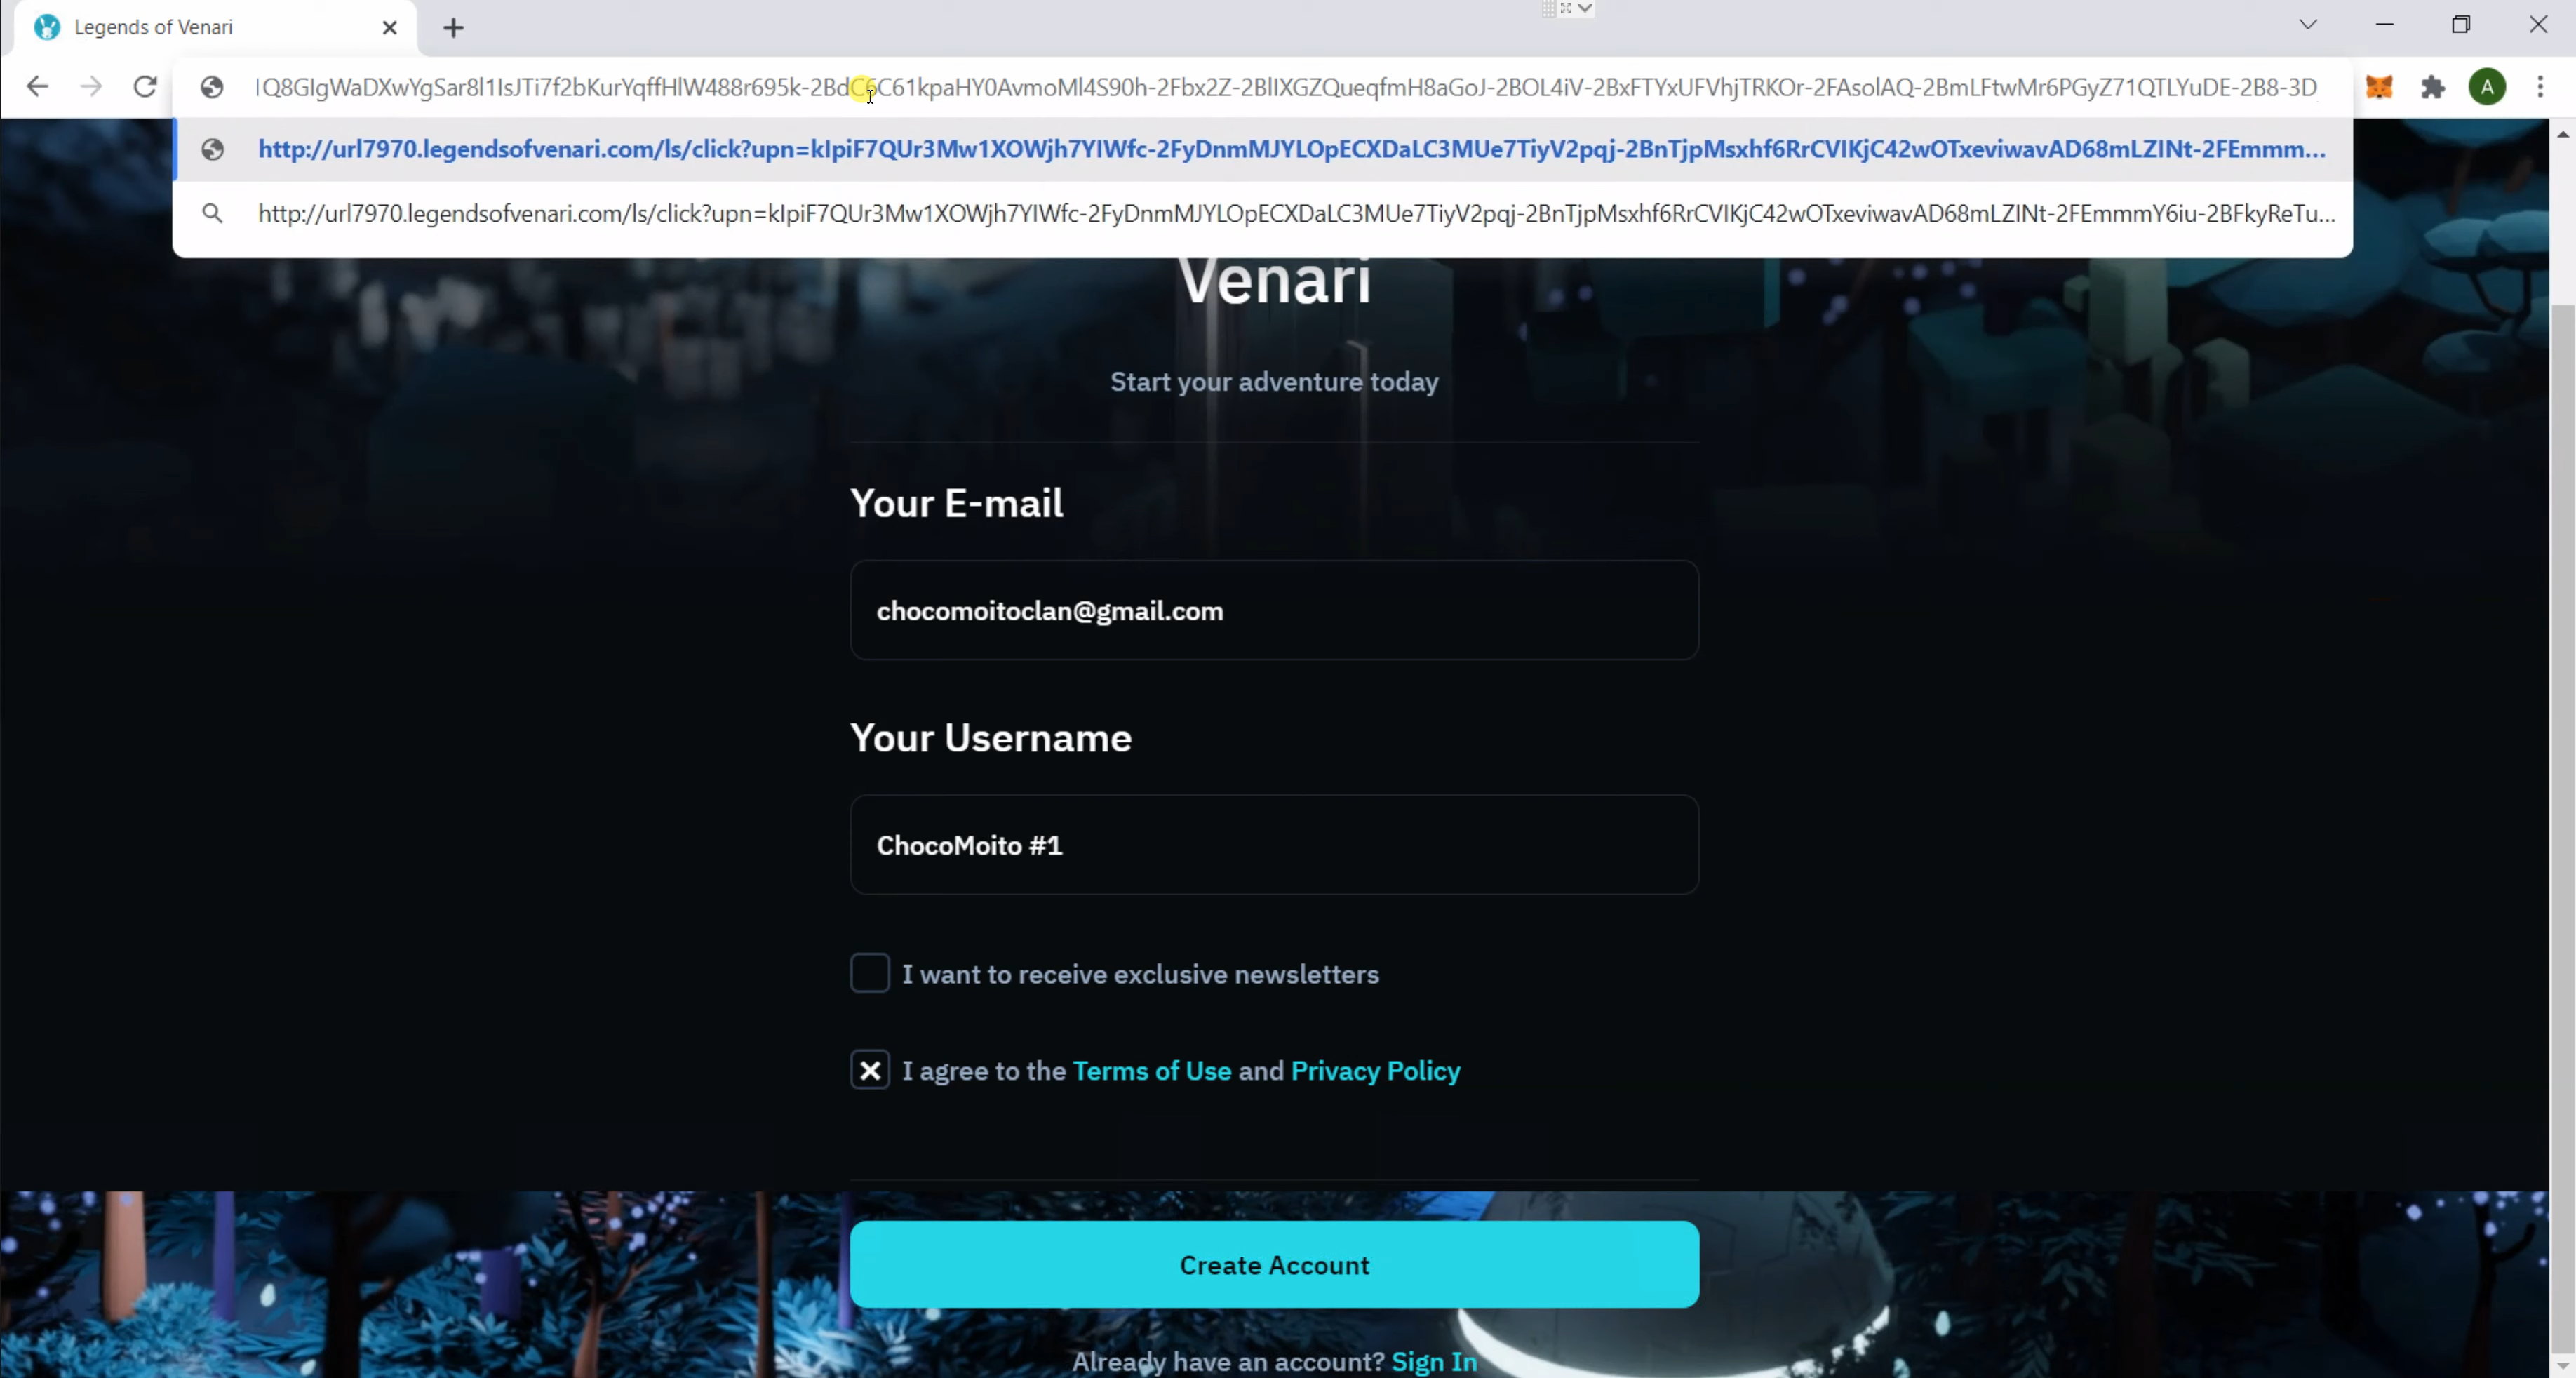 Legends of Venari
IQ8GIgWaDXwYgSar8l1IsJTi7f2bKurYqffHlW488r695k-2BdC6C61kpaHY0AvmoMl4S90h-2Fbx2Z-2BlIXGZQueqfmH8aGoJ-2BOL4iV-2BxFTYxUFVhjTRKOr-2FAsolAQ-2BmLFtwMr6PGyZ71QTLYuDE-2B8-3D
A
http://url7970.legendsofvenari.com/ls/click?upn=kIpiF7QUr3Mw1XOWjh7YIWfc-2FyDnmMJYLOpECXDaLC3MUe7TiyV2pqj-2BnTjpMsxhf6RrCVIKjC42wOTxeviwavAD68mLZINt-2FEmmm...
http://url7970.legendsofvenari.com/ls/click?upn=kIpiF7QUr3Mw1XOWjh7YIWfc-2FyDnmMJYLOpECXDaLC3MUe7TiyV2pqj-2BnTjpMsxhf6RrCVIKjC42wOTxeviwavAD68mLZINt-2FEmmmY6iu-2BFkyReTu...
Venari
Start your adventure today
Your E-mail
chocomoitoclan@gmail.com
Your Username
ChocoMoito #1
I want to receive exclusive newsletters
I agree to the Terms of Use and Privacy Policy
Create Account
Already have an account? Sign In